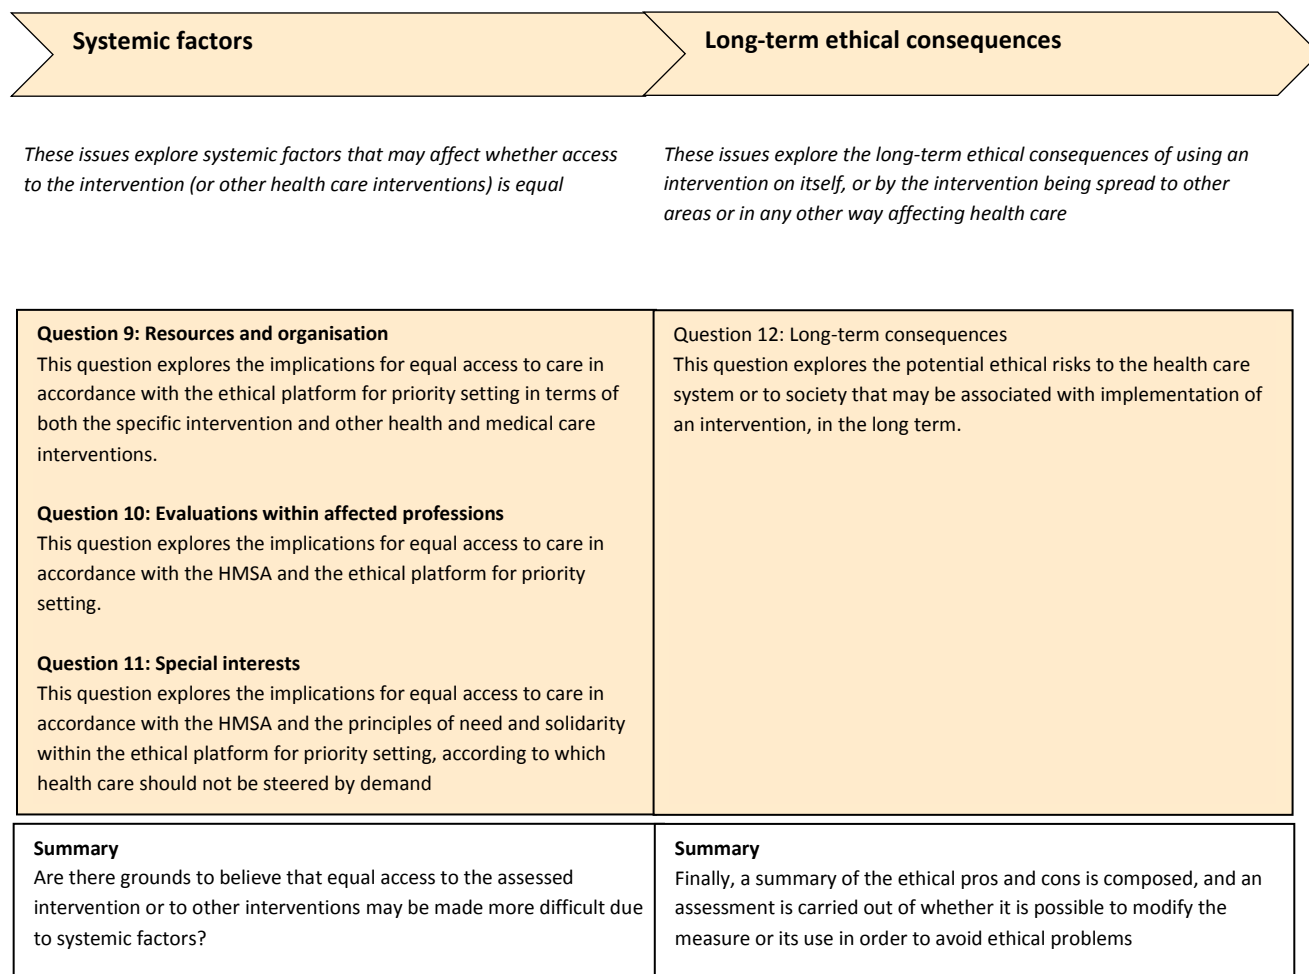 Systemic factors
Long-term ethical consequences
These issues explore systemic factors that may affect whether access
to the intervention (or other health care interventions) is equal
These issues explore the long-term ethical consequences of using an
intervention on itself, or by the intervention being spread to other
areas or in any other way affecting health care
Question 9: Resources and organisation
This question explores the implications for equal access to care in
accordance with the ethical platform for priority setting in terms of
both the specific intervention and other health and medical care
interventions.
Question 10: Evaluations within affected professions
This question explores the implications for equal access to care in
accordance with the HMSA and the ethical platform for priority
setting.
Question 11: Special interests
This question explores the implications for equal access to care in
accordance with the HMSA and the principles of need and solidarity
within the ethical platform for priority setting, according to which
health care should not be steered by demand
Question 12: Long-term consequences
This question explores the potential ethical risks to the health care
system or to society that may be associated with implementation of
an intervention, in the long term.
Summary
Are there grounds to believe that equal access to the assessed
intervention or to other interventions may be made more difficult due
to systemic factors?
Summary
Finally, a summary of the ethical pros and cons is composed, and an
assessment is carried out of whether it is possible to modify the
measure or its use in order to avoid ethical problems